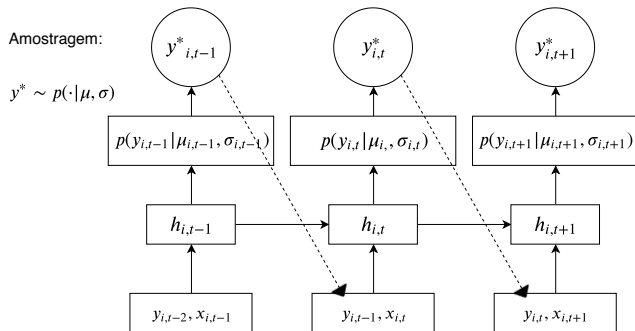 Amostragem:
y* ~ p(·|μ, σ)
y*_{i,t−1} y*_{i,t} y*_{i,t+1}
p(y_{i,t−1}|μ_{i,t−1}, σ_{i,t−1}) p(y_{i,t}|μ_{i,}, σ_{i,t}) p(y_{i,t+1}|μ_{i,t+1}, σ_{i,t+1})
h_{i,t−1} h_{i,t} h_{i,t+1}
y_{i,t−2}, x_{i,t−1} y_{i,t−1}, x_{i,t} y_{i,t}, x_{i,t+1}